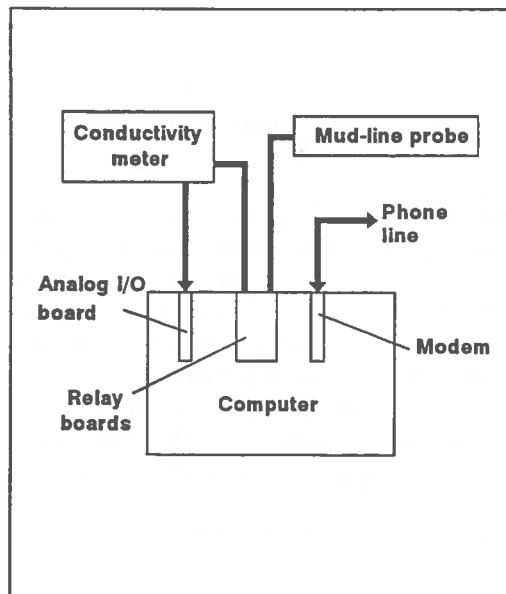 Conductivity
meter
Mud-line probe
Phone
line
Analog I/O
board
Modem
Relay
boards
Computer